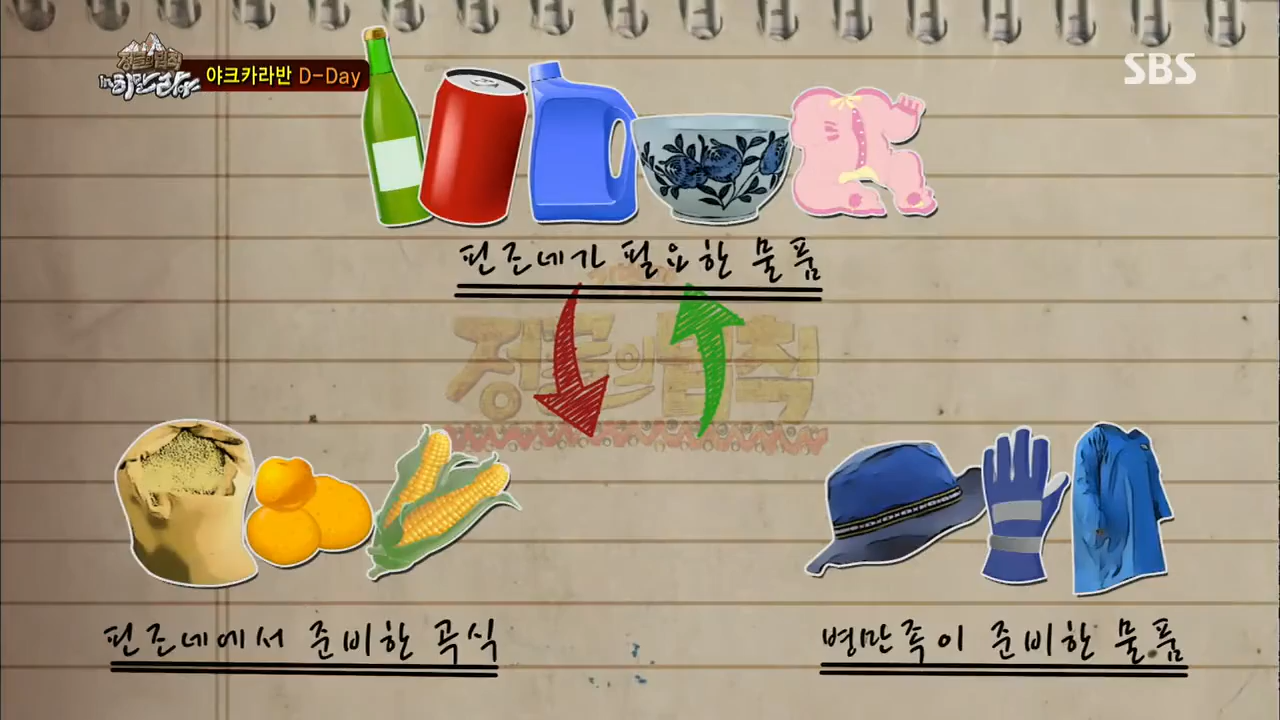 정글의 법칙
in 히말라야
야크카라반 D-Day
SBS
펀조네가 필요한 물품
정글의 법칙
펀조네에서 준비한 곡식
병만족이 준비한 물품